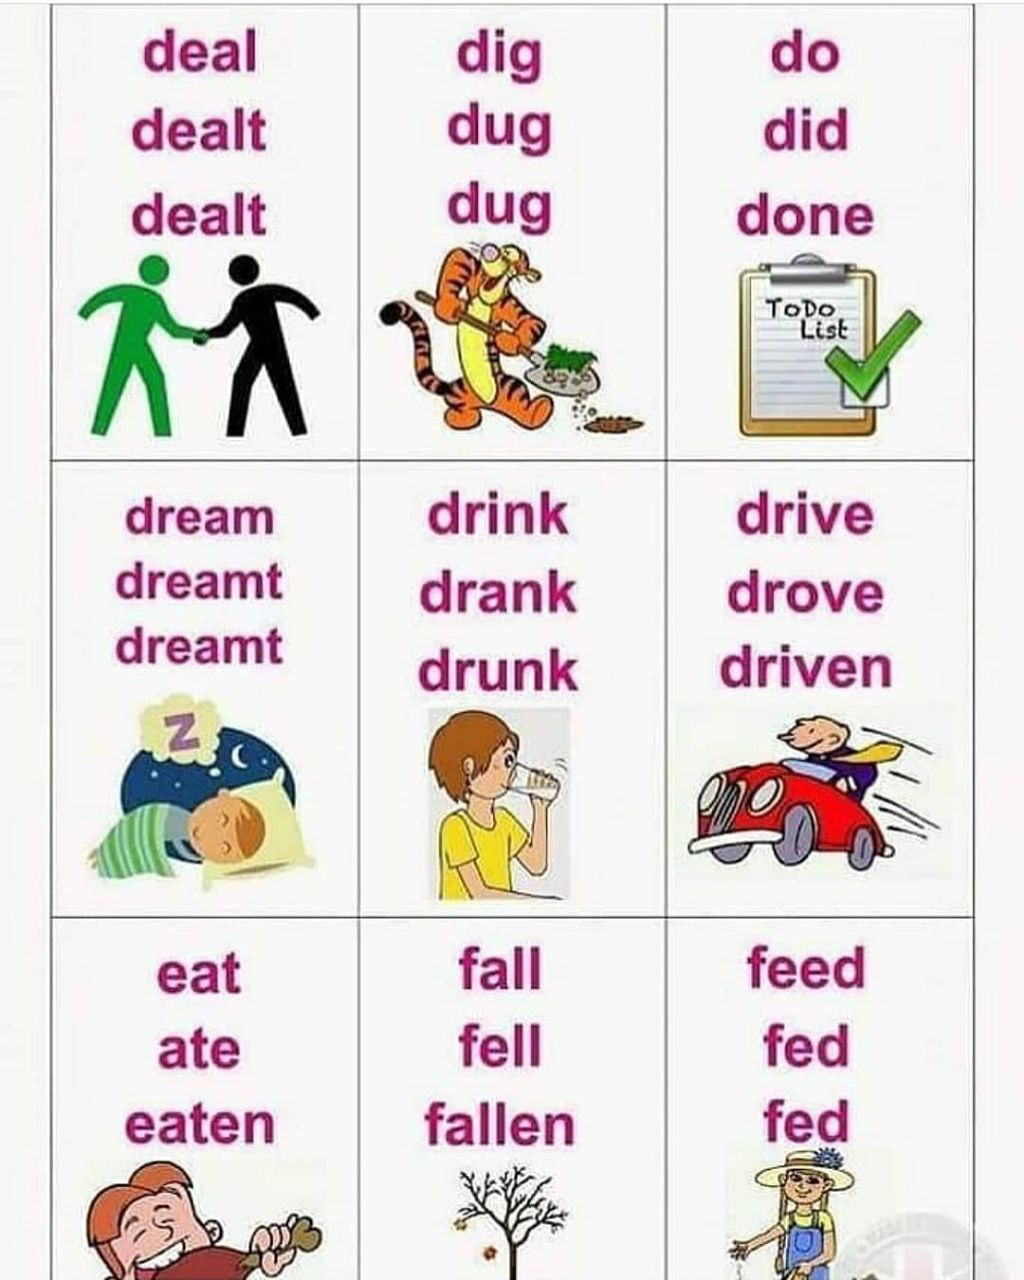 deal
dealt
dealt
dig
dug
dug
do
did
done
ToDo
List
dream
dreamt
dreamt
Z
drink
drank
drunk
drive
drove
driven
eat
ate
eaten
fall
fell
fallen
feed
fed
fed